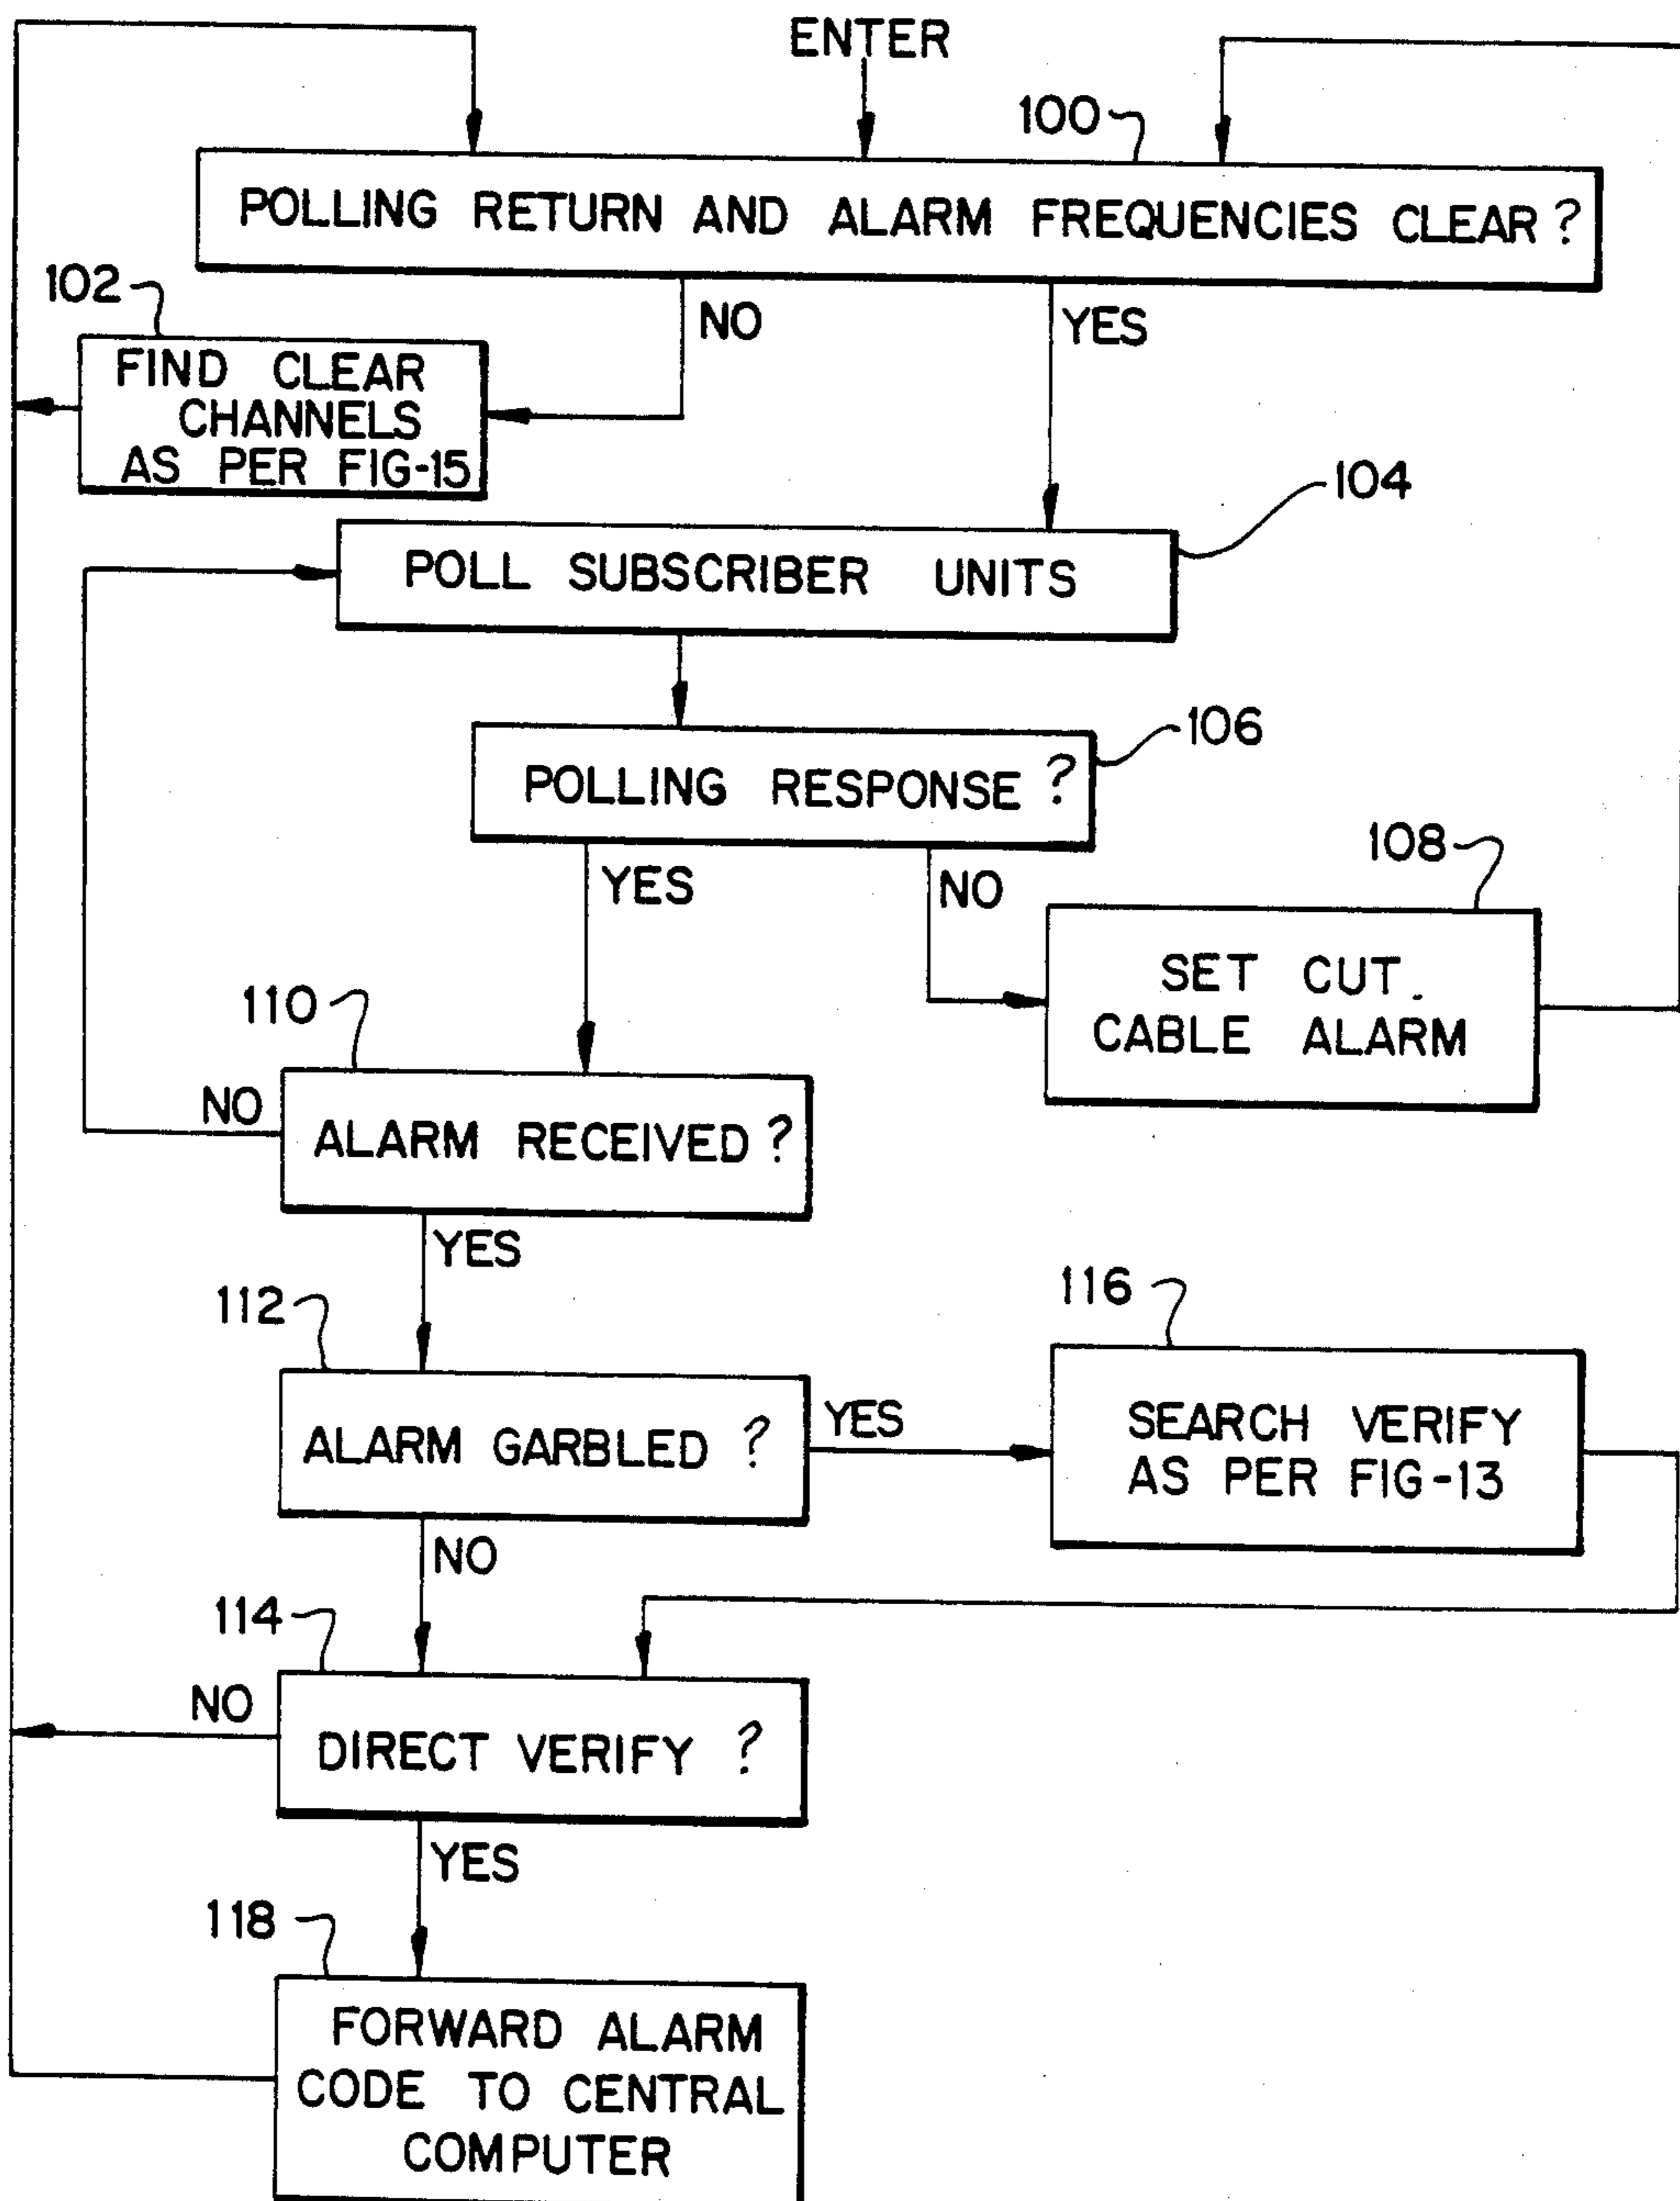 ENTER
100
POLLING RETURN AND ALARM FREQUENCIES CLEAR ?
102
NO
YES
FIND CLEAR
CHANNELS
AS PER FIG-15
104
POLL SUBSCRIBER UNITS
106
POLLING RESPONSE ?
YES
NO
108
SET CUT
CABLE ALARM
110
NO
ALARM RECEIVED ?
YES
112
116
ALARM GARBLED ?
YES
SEARCH VERIFY
AS PER FIG-13
NO
114
NO
DIRECT VERIFY ?
YES
118
FORWARD ALARM
CODE TO CENTRAL
COMPUTER